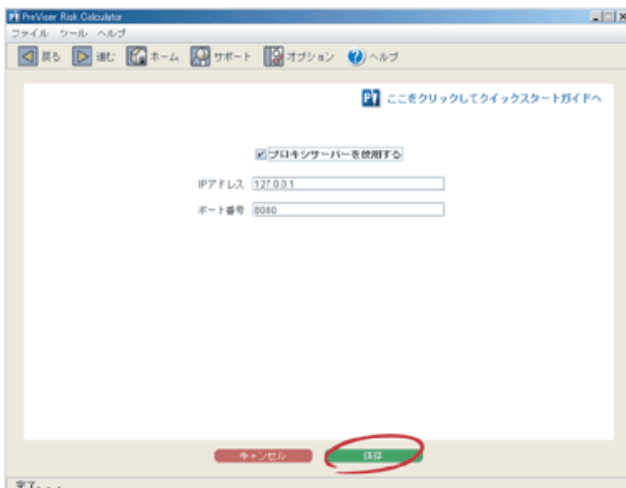 PreViser Risk Calculator
ファイル ツール ヘルプ
戻る 進む ホーム サポート オプション ヘルプ
ここをクリックしてクイックスタートガイドへ
プロキシサーバーを使用する
IPアドレス 127.0.0.1
ポート番号 8080
キャンセル 保存
完了...